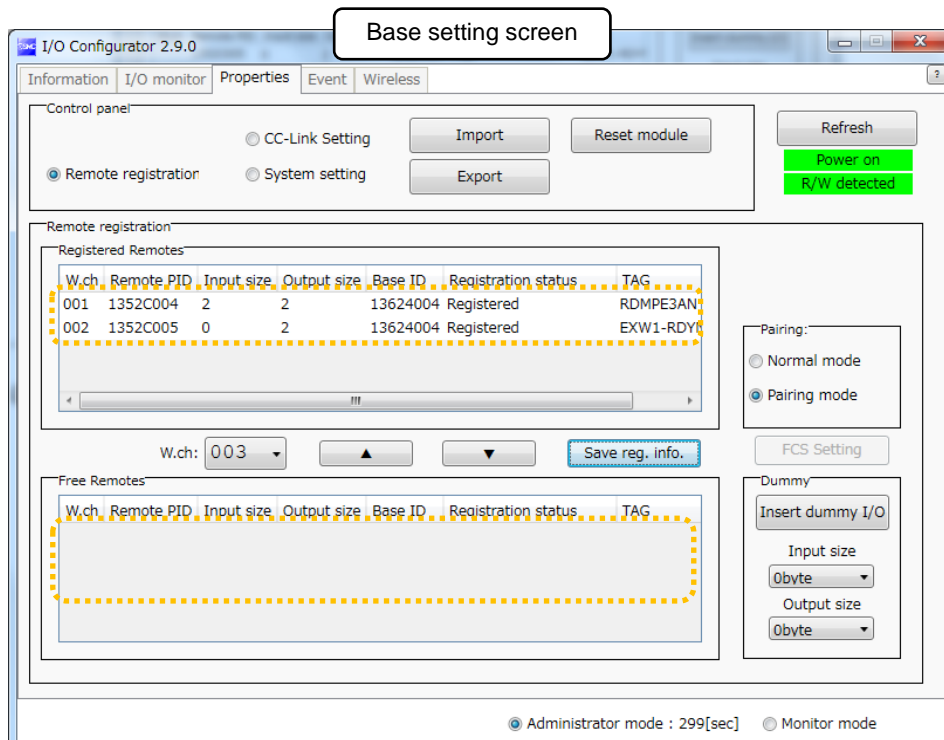 Base setting screen
I/O Configurator 2.9.0
Information I/O monitor Properties Event Wireless ?
Control panel
CC-Link Setting Import Reset module Refresh
Power on
Remote registration System setting Export R/W detected
Remote registration
Registered Remotes
W.ch Remote PID Input size Output size Base ID Registration status TAG
001 1352C004 2 2 13624004 Registered RDMPE3AN
002 1352C005 0 2 13624004 Registered
Pairing:
Normal mode
Pairing mode
W.ch: 003 ▲ ▼ Save reg. info. FCS Setting
Free Remotes
W.ch Remote PID Input size Output size Base ID Registration status TAG
Dummy
Insert dummy I/O
Input size
0byte
Output size
0byte
Administrator mode : 299[sec] Monitor mode